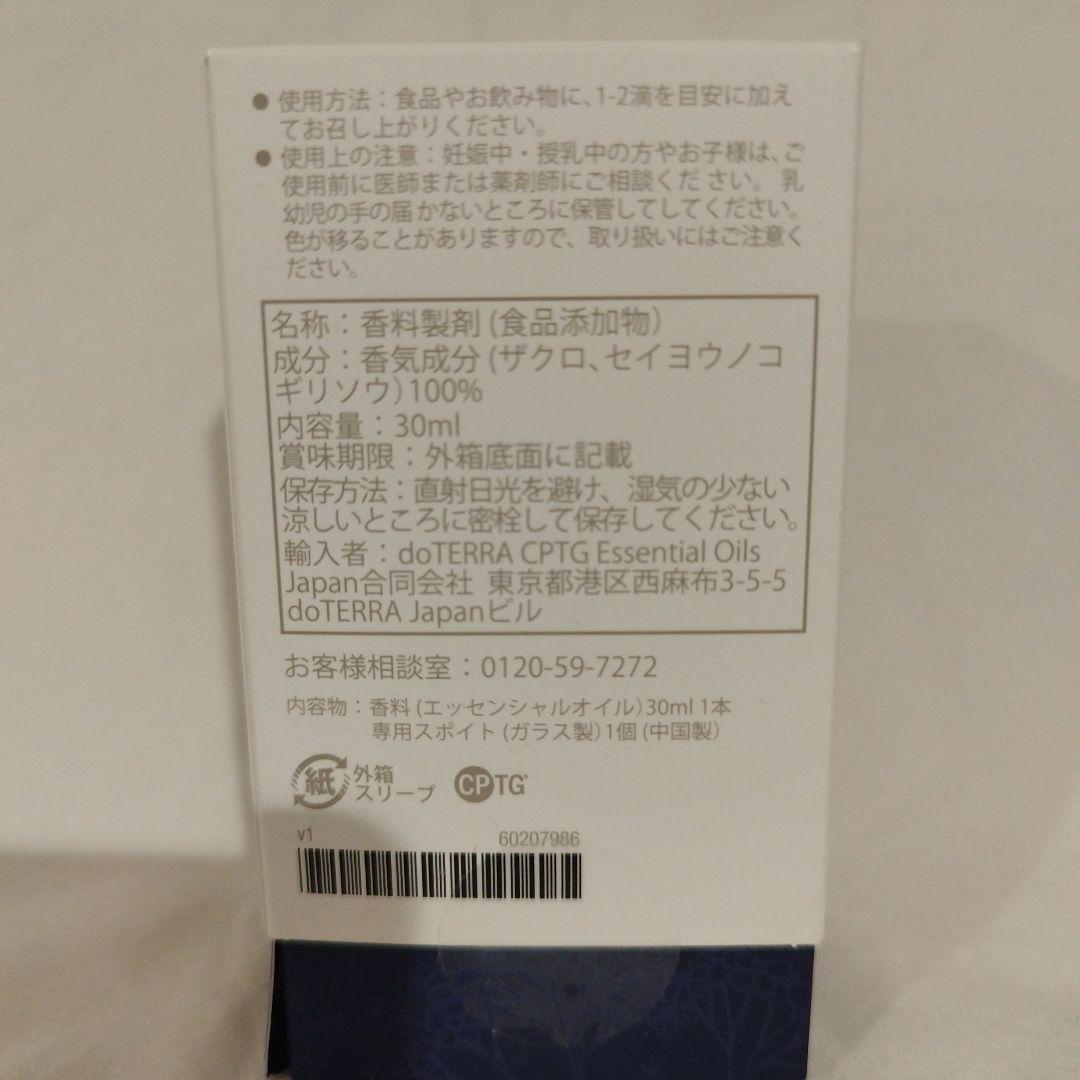 ● 使用方法：食品やお飲み物に、1-2滴を目安に加え
てお召し上がりください。
● 使用上の注意：妊娠中・授乳中の方やお子様は、ご
使用前に医師または薬剤師にご相談ください。 乳
幼児の手の届かないところに保管してしてください。
色が移ることがありますので、取り扱いにはご注意く
ださい。
名称：香料製剤 (食品添加物)
成分：香気成分 (ザクロ、セイヨウノコ
ギリソウ) 100%
内容量：30ml
賞味期限：外箱底面に記載
保存方法：直射日光を避け、湿気の少ない
涼しいところに密栓して保存してください。
輸入者：doTERRA CPTG Essential Oils
Japan合同会社 東京都港区西麻布3-5-5
doTERRA Japanビル
お客様相談室：0120-59-7272
内容物：香料 (エッセンシャルオイル) 30ml 1本
専用スポイト (ガラス製) 1個 (中国製)
紙 外箱
スリーブ
CPTG®
v1 60207986